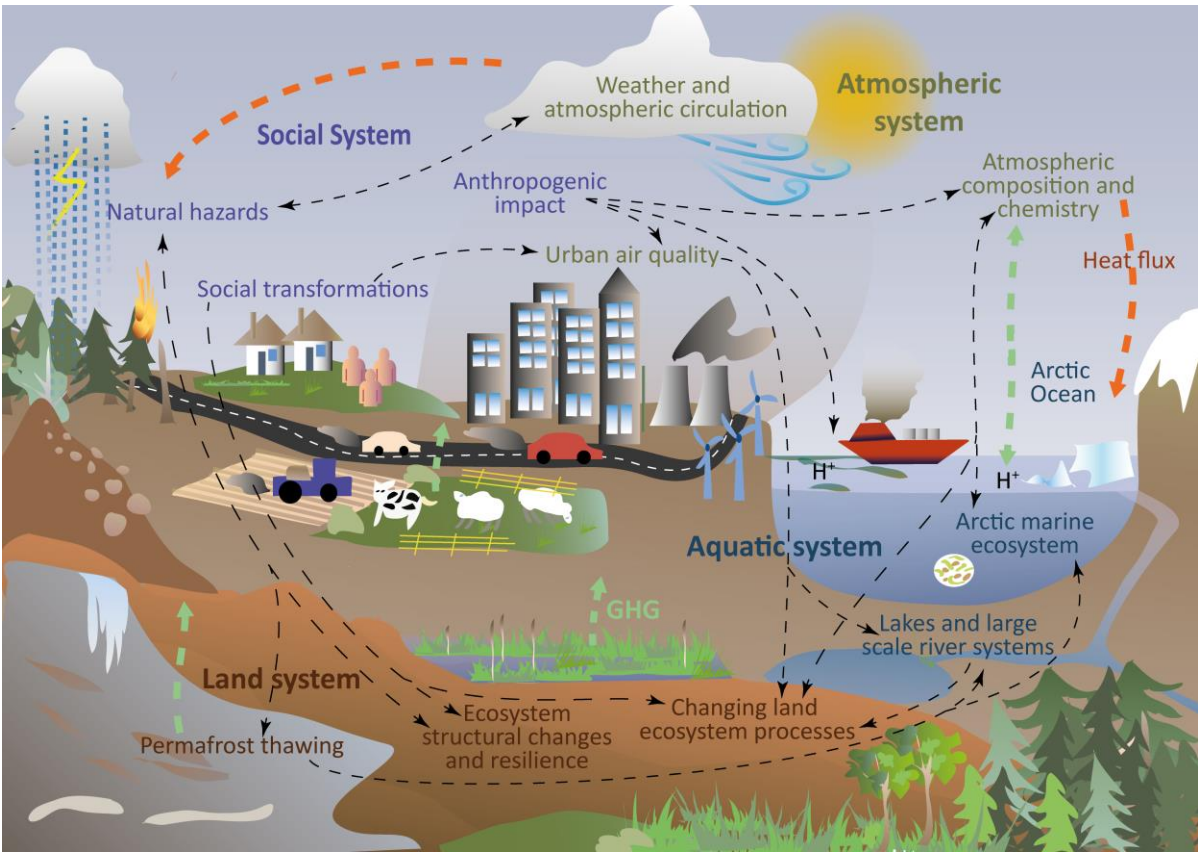 Weather and
atmospheric circulation
Atmospheric
system
Social System
Atmospheric
composition and
chemistry
Anthropogenic
impact
Natural hazards
Urban air quality
Heat flux
Social transformations
Arctic
Ocean
H+
H+
Arctic marine
ecosystem
Aquatic system
GHG
Lakes and large
scale river systems
Land system
Ecosystem
structural changes
and resilience
Changing land
ecosystem processes
Permafrost thawing